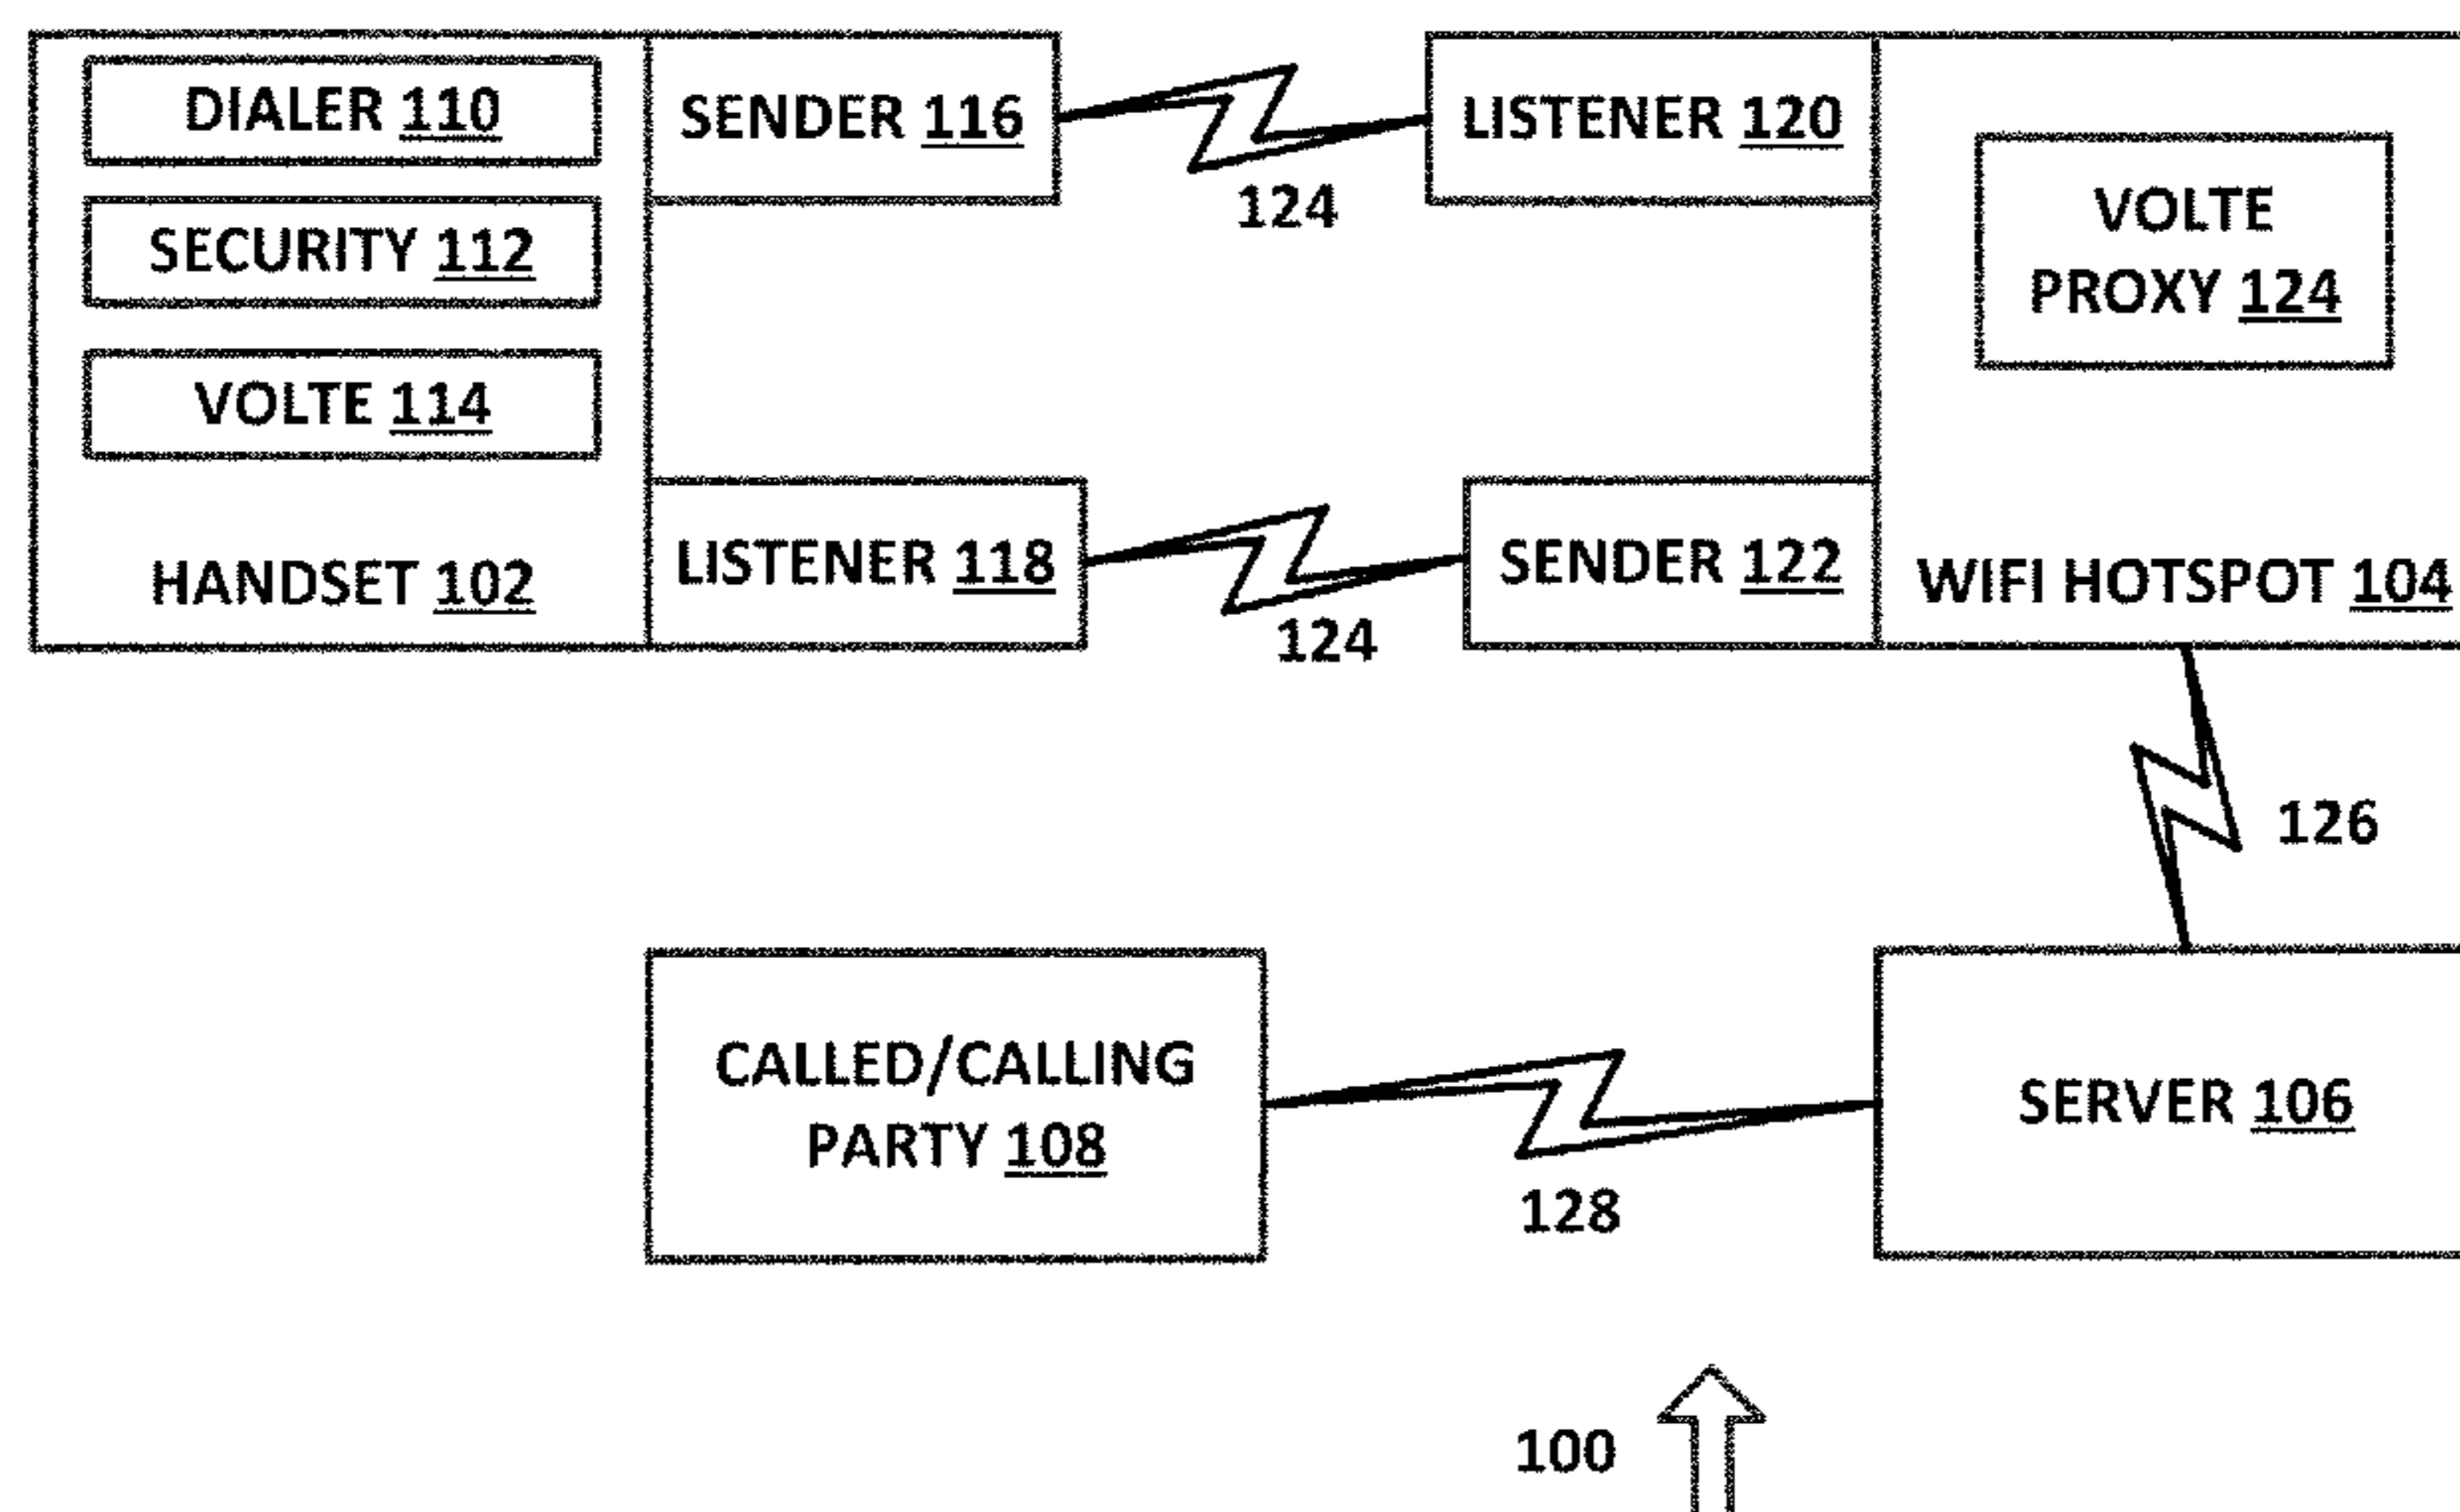 DIALER 110
SECURITY 112
VOLTE 114
HANDSET 102
SENDER 116
LISTENER 118
124
124
LISTENER 120
SENDER 122
VOLTE
PROXY 124
WIFI HOTSPOT 104
126
CALLED/CALLING
PARTY 108
128
SERVER 106
100